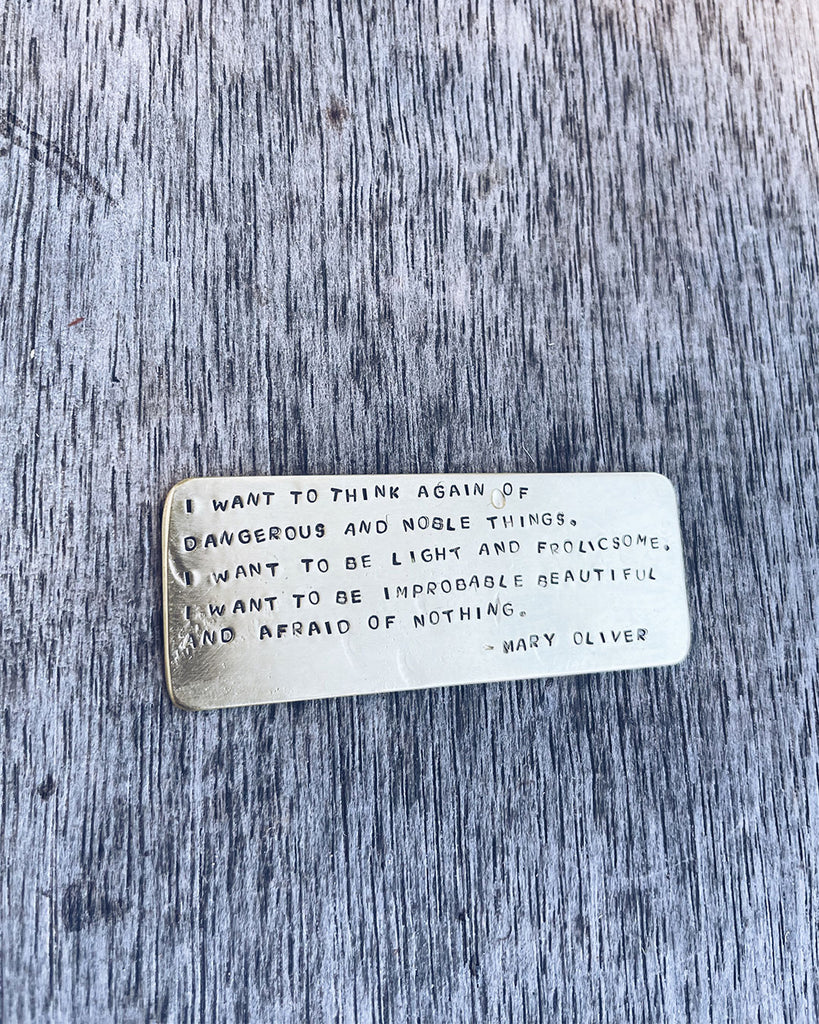 I WANT TO THINK AGAIN OF
DANGEROUS AND NOBLE THINGS.
I WANT TO BE LIGHT AND FROLICSOME.
I WANT TO BE IMPROBABLE BEAUTIFUL
AND AFRAID OF NOTHING.
- MARY OLIVER